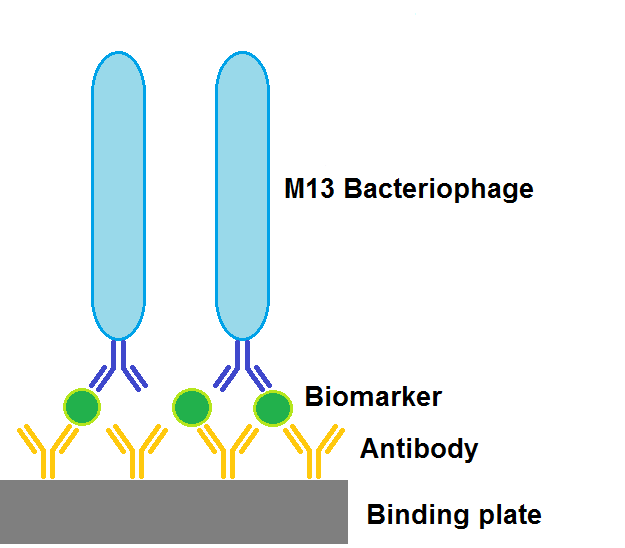 M13 Bacteriophage
Biomarker
Antibody
Binding plate